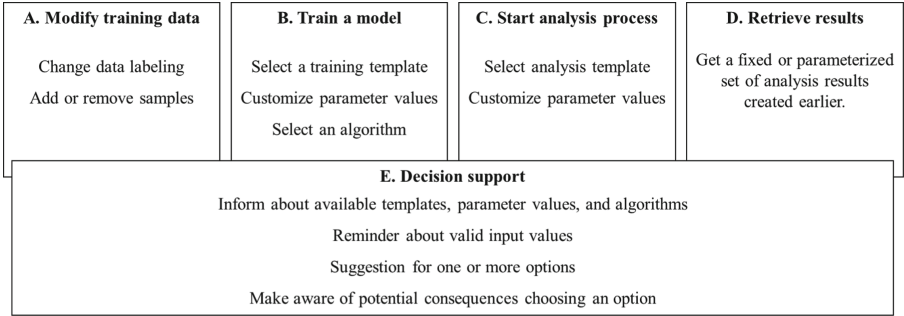 A. Modify training data
Change data labeling
Add or remove samples
B. Train a model
Select a training template
Customize parameter values
Select an algorithm
C. Start analysis process
Select analysis template
Customize parameter values
D. Retrieve results
Get a fixed or parameterized
set of analysis results
created earlier.
E. Decision support
Inform about available templates, parameter values, and algorithms
Reminder about valid input values
Suggestion for one or more options
Make aware of potential consequences choosing an option